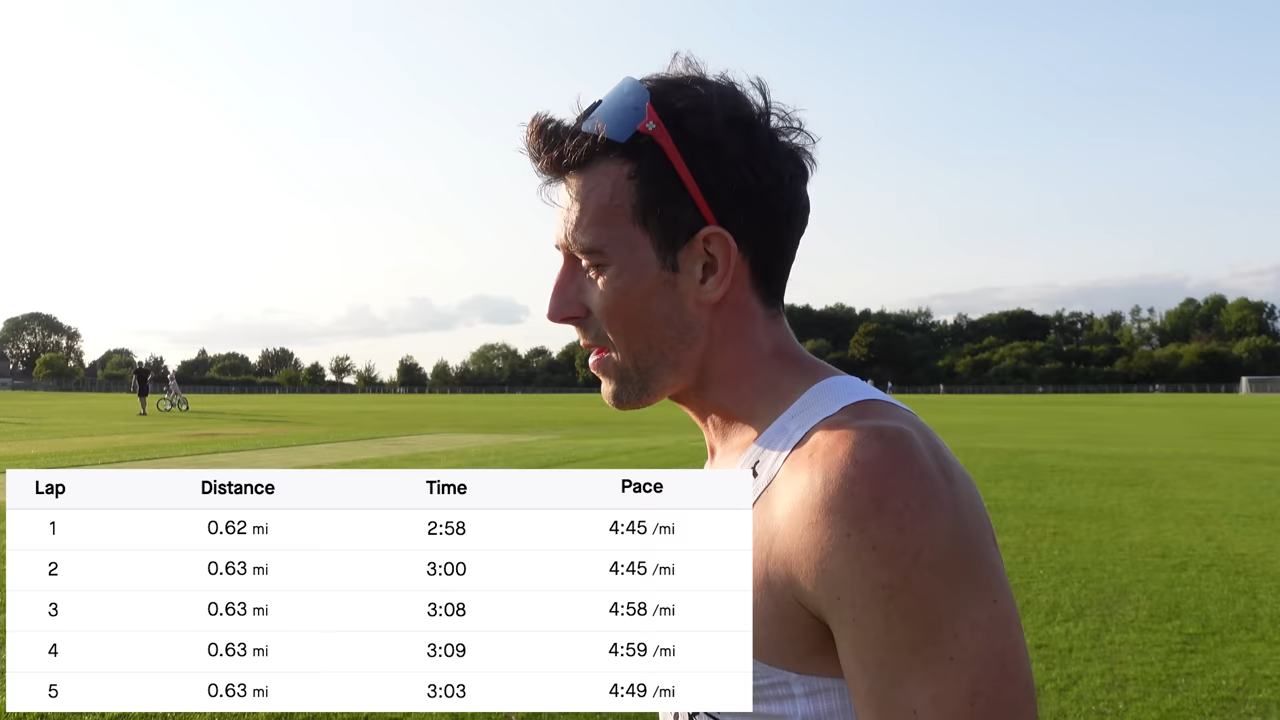 Lap Distance Time Pace
1 0.62 mi 2:58 4:45 /mi
2 0.63 mi 3:00 4:45 /mi
3 0.63 mi 3:08 4:58 /mi
4 0.63 mi 3:09 4:59 /mi
5 0.63 mi 3:03 4:49 /mi